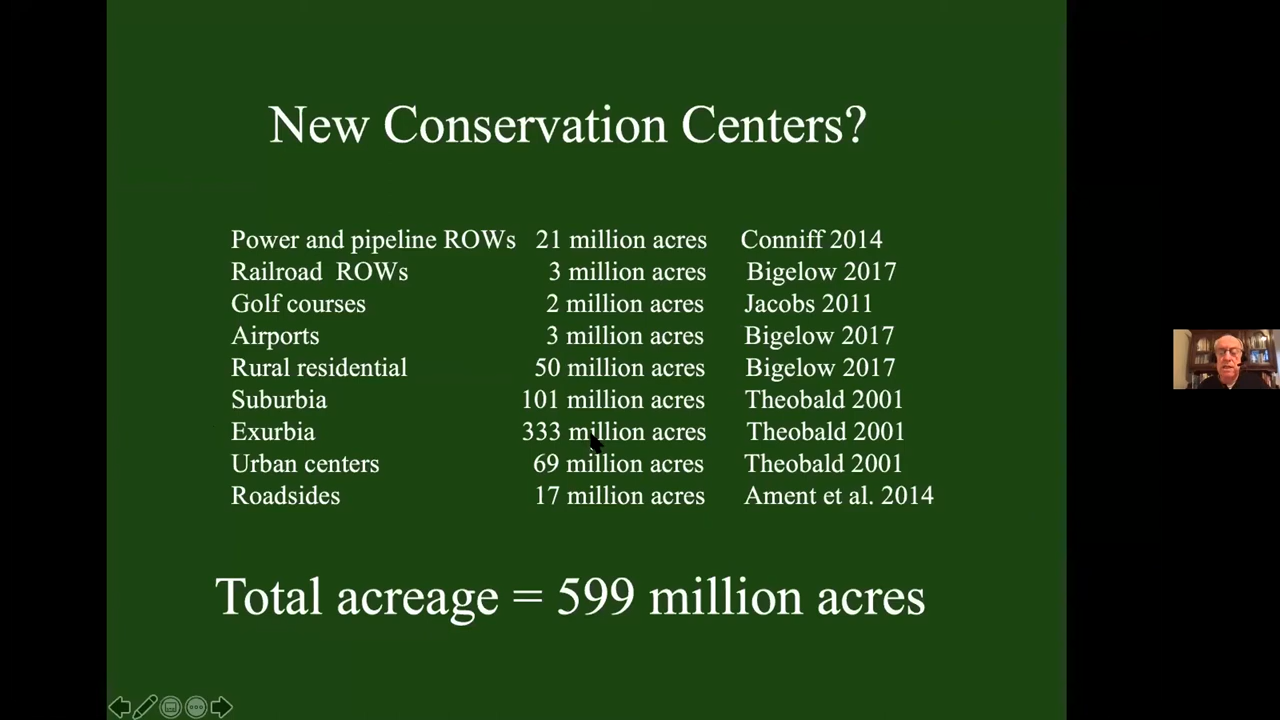 New Conservation Centers?
Power and pipeline ROWs 21 million acres Conniff 2014
Railroad ROWs 3 million acres Bigelow 2017
Golf courses 2 million acres Jacobs 2011
Airports 3 million acres Bigelow 2017
Rural residential 50 million acres Bigelow 2017
Suburbia 101 million acres Theobald 2001
Exurbia 333 million acres Theobald 2001
Urban centers 69 million acres Theobald 2001
Roadsides 17 million acres Ament et al. 2014
Total acreage = 599 million acres